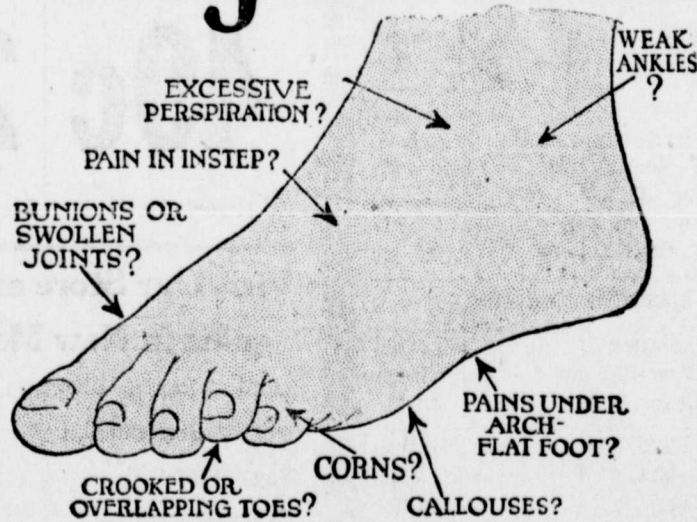 EXCESSIVE
PERSPIRATION?
WEAK
ANKLES
?
PAIN IN INSTEP?
BUNIONS OR
SWOLLEN
JOINTS?
PAINS UNDER
ARCH-
FLAT FOOT?
CORNS?
CROOKED OR
OVERLAPPING TOES?
CALLOUSES?